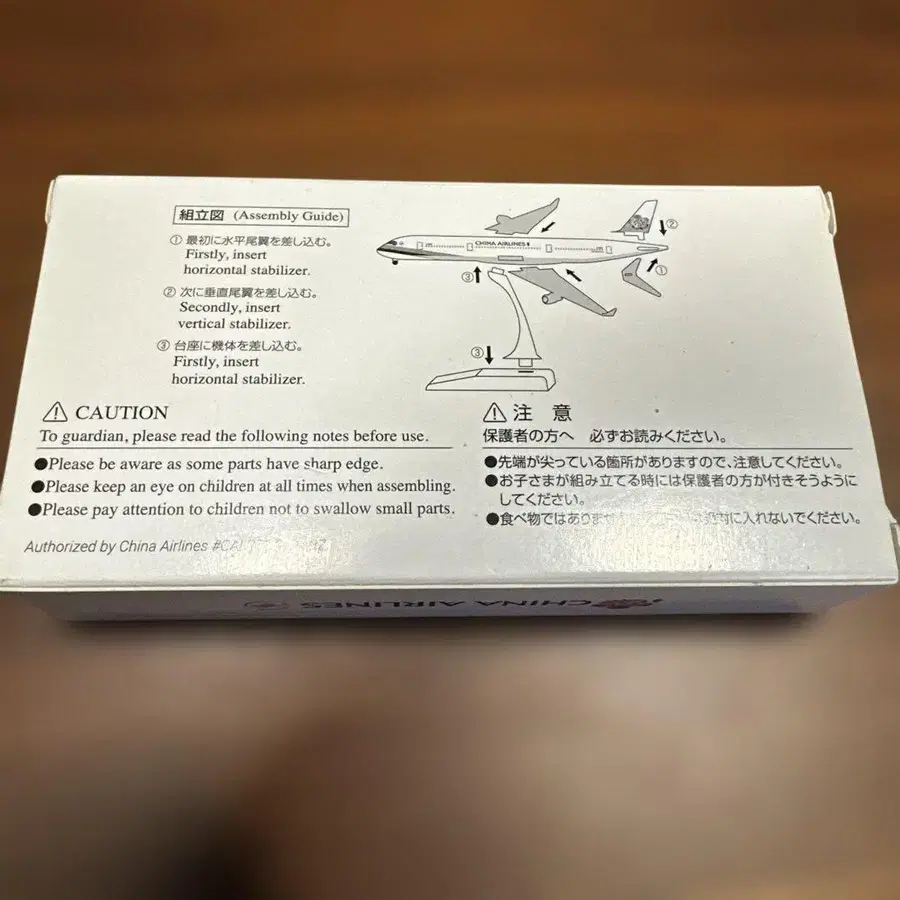 組立図 (Assembly Guide)
① 最初に水平尾翼を差し込む。
Firstly, insert
horizontal stabilizer.
② 次に垂直尾翼を差し込む。
Secondly, insert
vertical stabilizer.
③ 台座に機体を差し込む。
Firstly, insert
horizontal stabilizer.
CHINA AIRLINES
②
①
③
③
⚠ CAUTION
To guardian, please read the following notes before use.
●Please be aware as some parts have sharp edge.
●Please keep an eye on children at all times when assembling.
●Please pay attention to children not to swallow small parts.
⚠ 注 意
保護者の方へ 必ずお読みください。
●先端が尖っている箇所がありますので、注意してください。
●お子さまが組み立てる時には保護者の方が付きそうように
してください。
●食べ物ではありません に入れないでください。
Authorized by China Airlines
CHINA AIRLINES